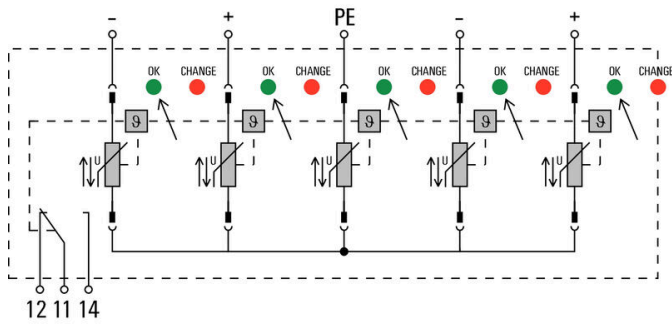 - + PE - +
OK CHANGE OK CHANGE OK CHANGE OK CHANGE OK CHANGE
ϑ ϑ ϑ ϑ ϑ
U U U U U
12 11 14